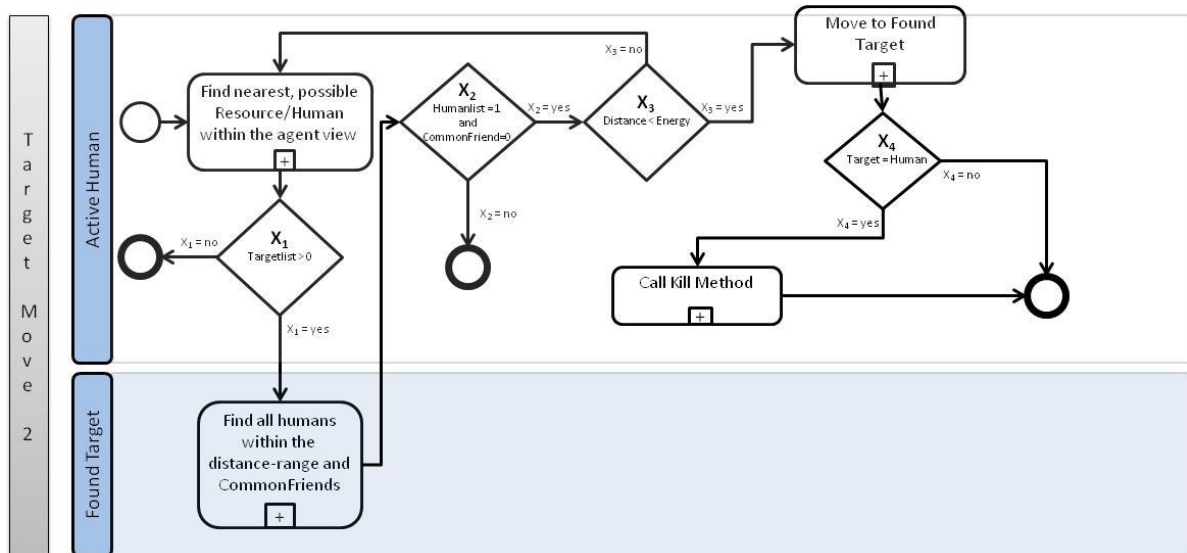 Target Move 2
Active Human
Find nearest, possible
Resource/Human
within the agent view
+
X₁
Targetlist > 0
X₁ = no
X₁ = yes
X₂
Humanlist = 1
and
CommonFriend=0
X₂ = yes
X₂ = no
X₃ = no
X₃
Distance < Energy
X₃ = yes
Move to Found
Target
+
X₄
Target = Human
X₄ = no
X₄ = yes
Call Kill Method
+
Found Target
Find all humans
within the
distance-range and
CommonFriends
+